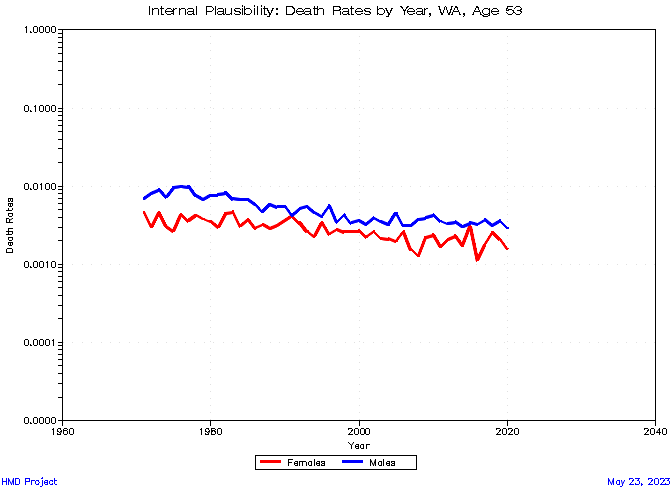 Internal Plausibility: Death Rates by Year, WA, Age 53
1.0000
0.1000
0.0100
0.0010
0.0001
0.0000
Death Rates
1960 1980 2000 2020 2040
Year
Females Males
HMD Project May 23, 2023